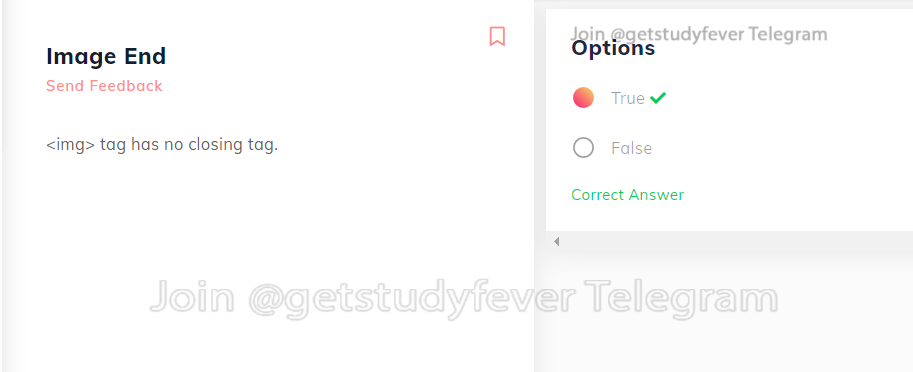 Image End
Send Feedback
<img> tag has no closing tag.
Join @getstudyfever Telegram
Options
True
False
Correct Answer
Join @getstudyfever Telegram